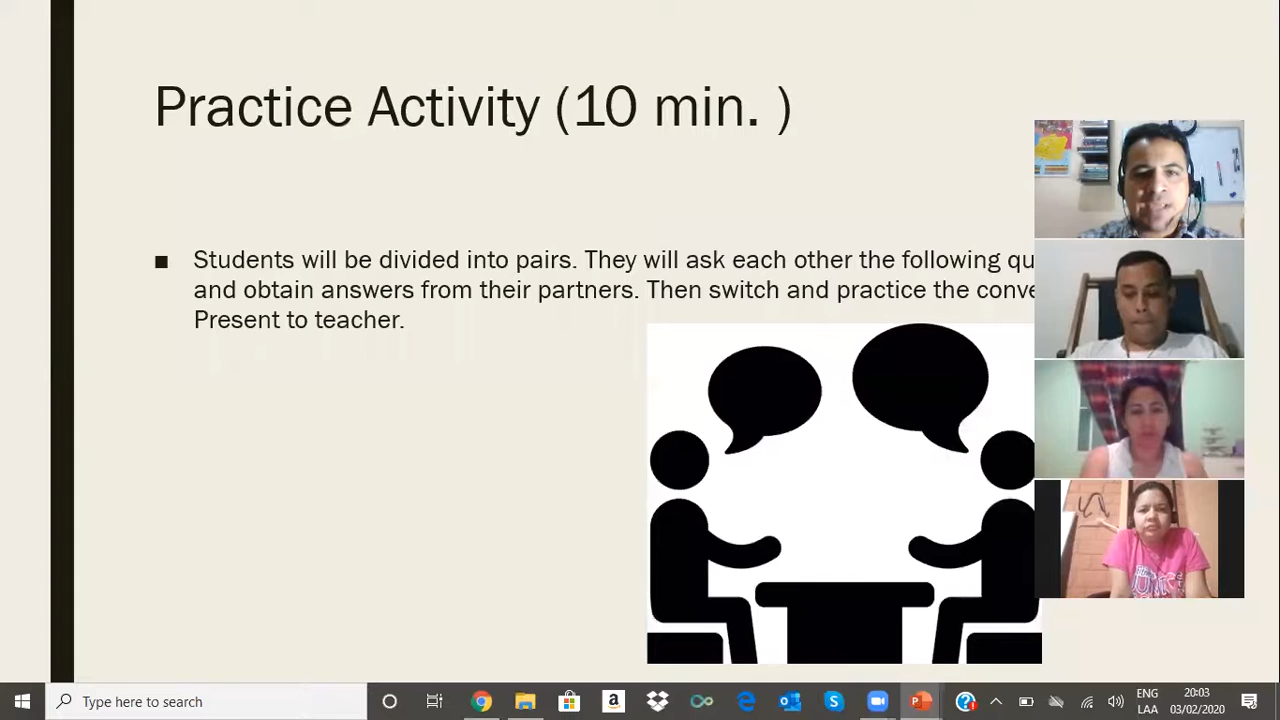 Practice Activity (10 min. )
■ Students will be divided into pairs. They will ask each other the following
and obtain answers from their partners. Then switch and practice the
Present to teacher.
Type here to search
ENG
LAA
20:03
03/02/2020